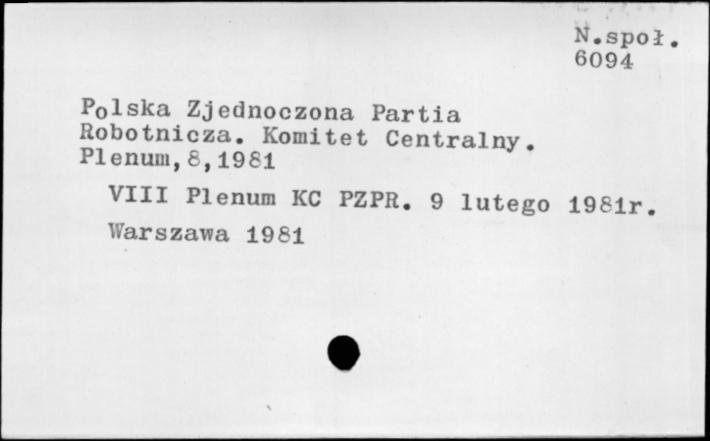 N.społ.
6094
Polska Zjednoczona Partia
Robotnicza. Komitet Centralny.
Plenum,8,1981
VIII Plenum KC PZPR. 9 lutego 1981r.
Warszawa 1981